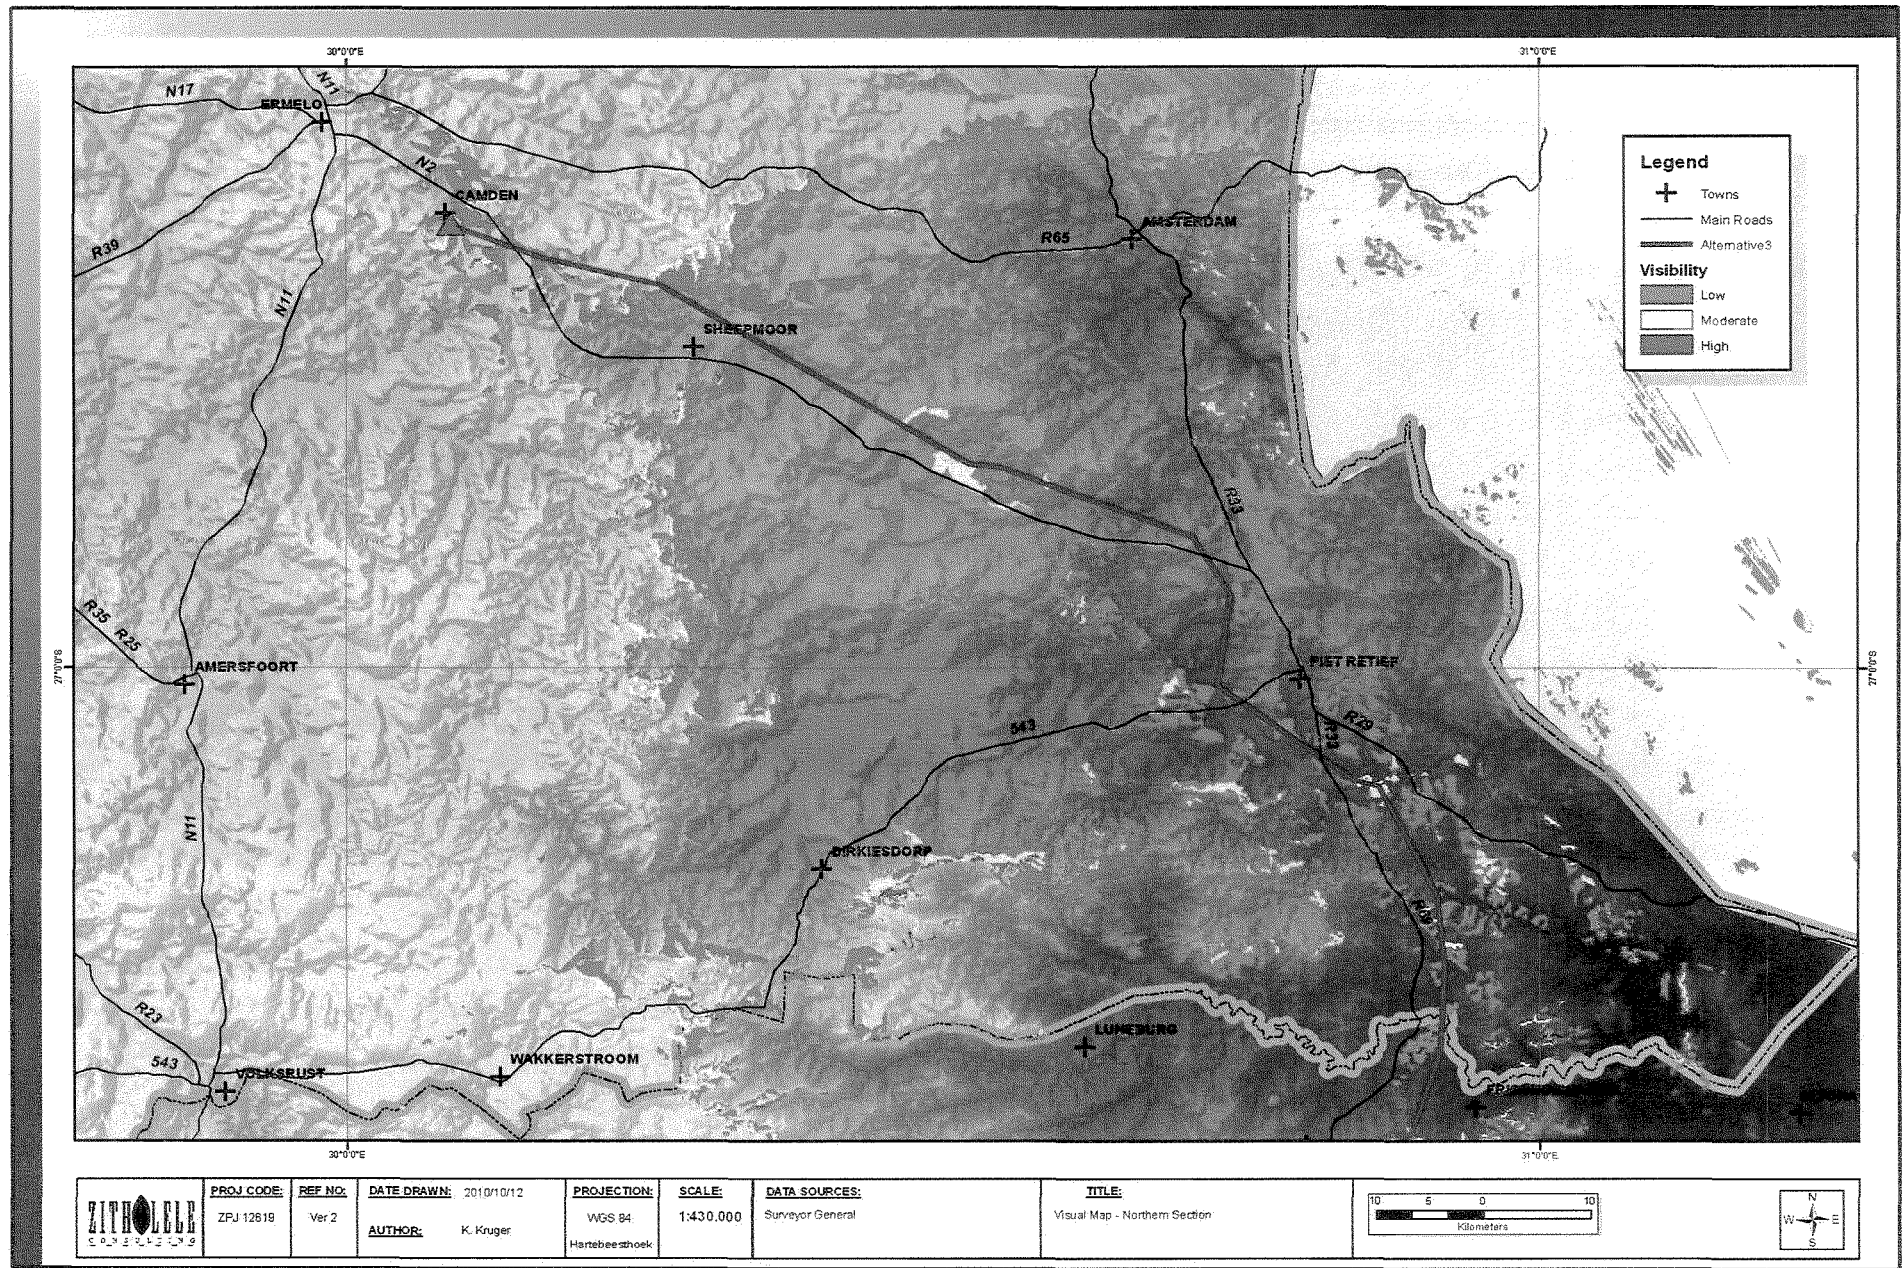 30°0'0"E
31°0'0"E
N17
N11
ERMELO
N2
CAMDEN
R39
R65
AMSTERDAM
N11
SHEEPMOOR
Legend
Towns
Main Roads
Alternative3
Visibility
Low
Moderate
High
R33
R35
R25
AMERSFOORT
27°0'0"S
27°0'0"S
PIET RETIEF
543
R79
R33
N11
DIRKIESDORP
R23
543
VOLKSRUST
WAKKERSTROOM
LUNEBURG
30°0'0"E
31°0'0"E
ZITHOLELE
CONSULTING
PROJ CODE:
ZPJ 12619
REF NO:
Ver 2
DATE DRAWN: 2010/10/12
AUTHOR: K. Kruger
PROJECTION:
WGS 84
Hartebeesthoek
SCALE:
1:430,000
DATA SOURCES:
Surveyor General
TITLE:
Visual Map - Northern Section
10 5 0 10
Kilometers
N
W E
S